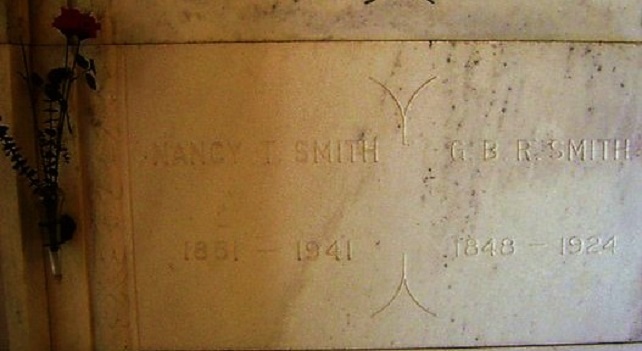 NANCY T. SMITH
1851 — 1941
G. B. R. SMITH
1848 — 1924